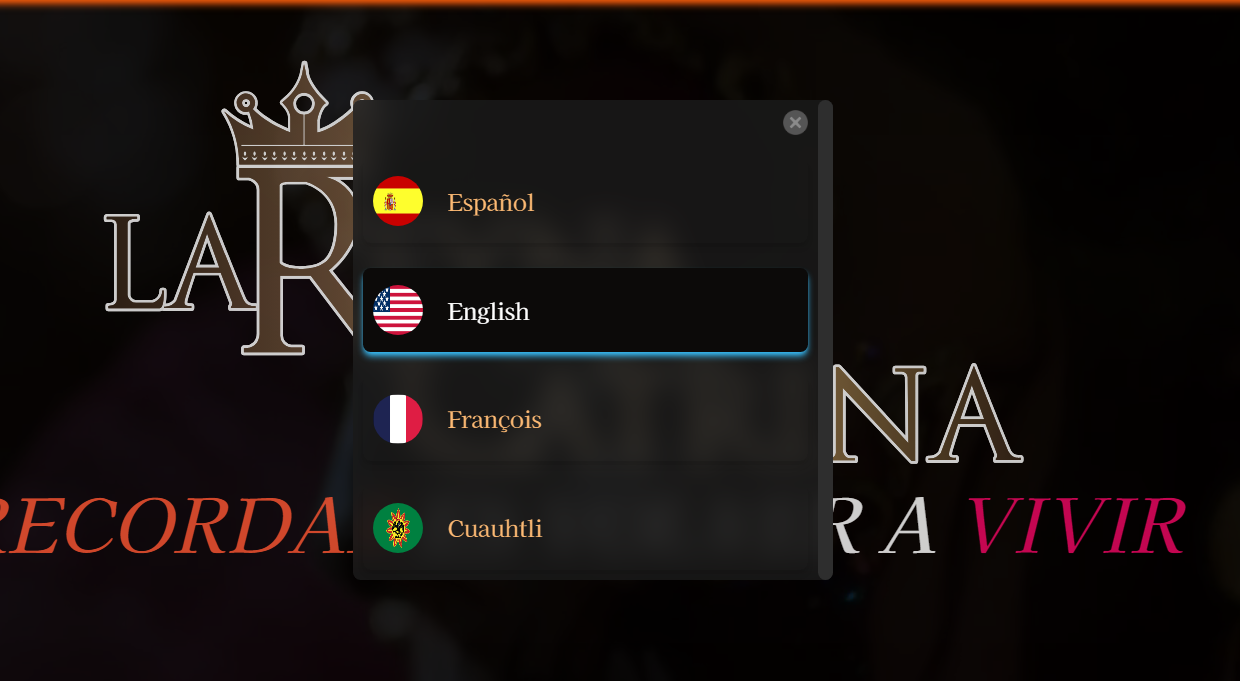 LA R
Español
English
François
NA
Cuauhtli
RECORDA
R A VIVIR